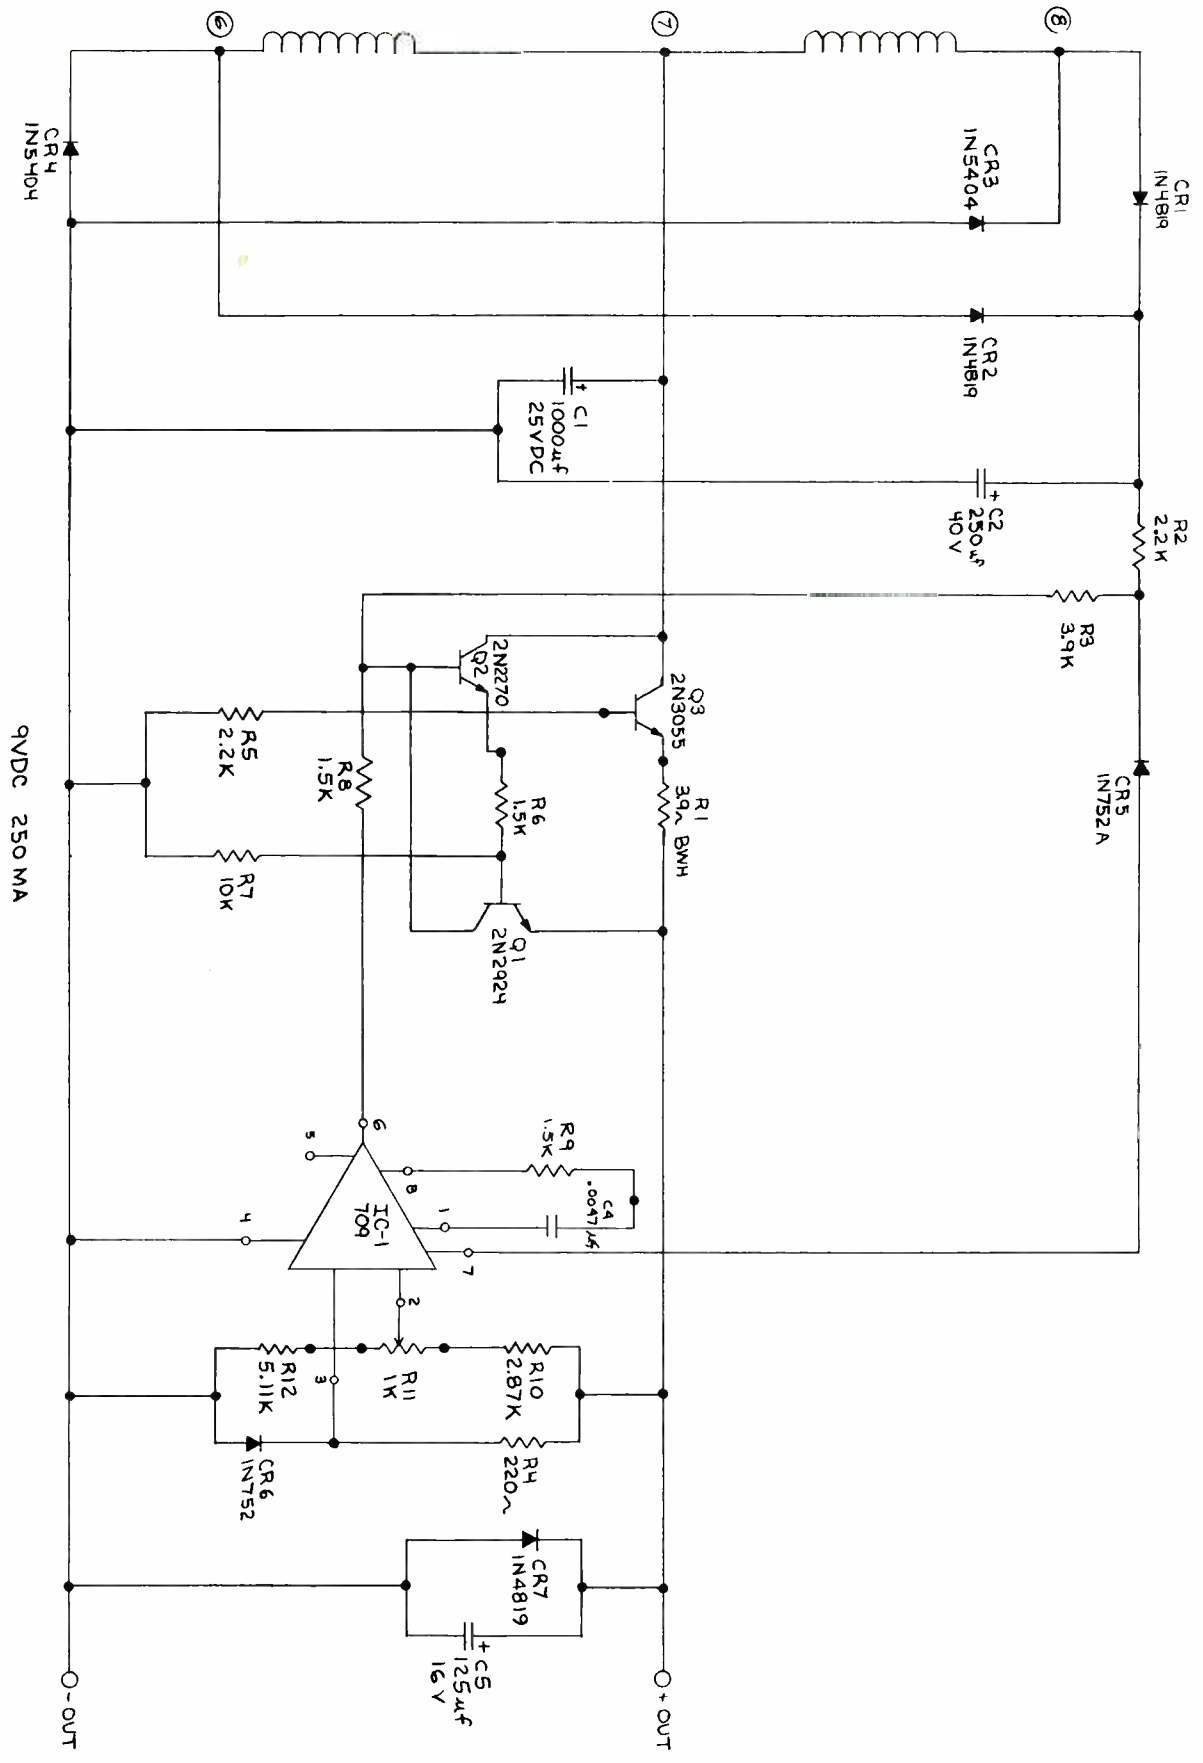 8
7
6
CR1
1N4819
CR3
1N5404
CR4
1N5404
CR2
1N4819
C1
1000uf
25VDC
C2
250uf
40V
R2
2.2K
R3
3.9K
Q2
2N2270
Q3
2N3055
R5
2.2K
R8
1.5K
R6
1.5K
R1
3.9~ BWH
CR5
1N752A
R7
10K
Q1
2N2924
9VDC 250MA
R9
1.5K
C4
.0047uf
6
5
8
1
7
4
IC-1
709
2
3
R10
2.87K
R11
1K
R12
5.11K
R4
220~
CR6
1N752
CR7
1N4819
+ C5
125uf
16V
+ OUT
- OUT